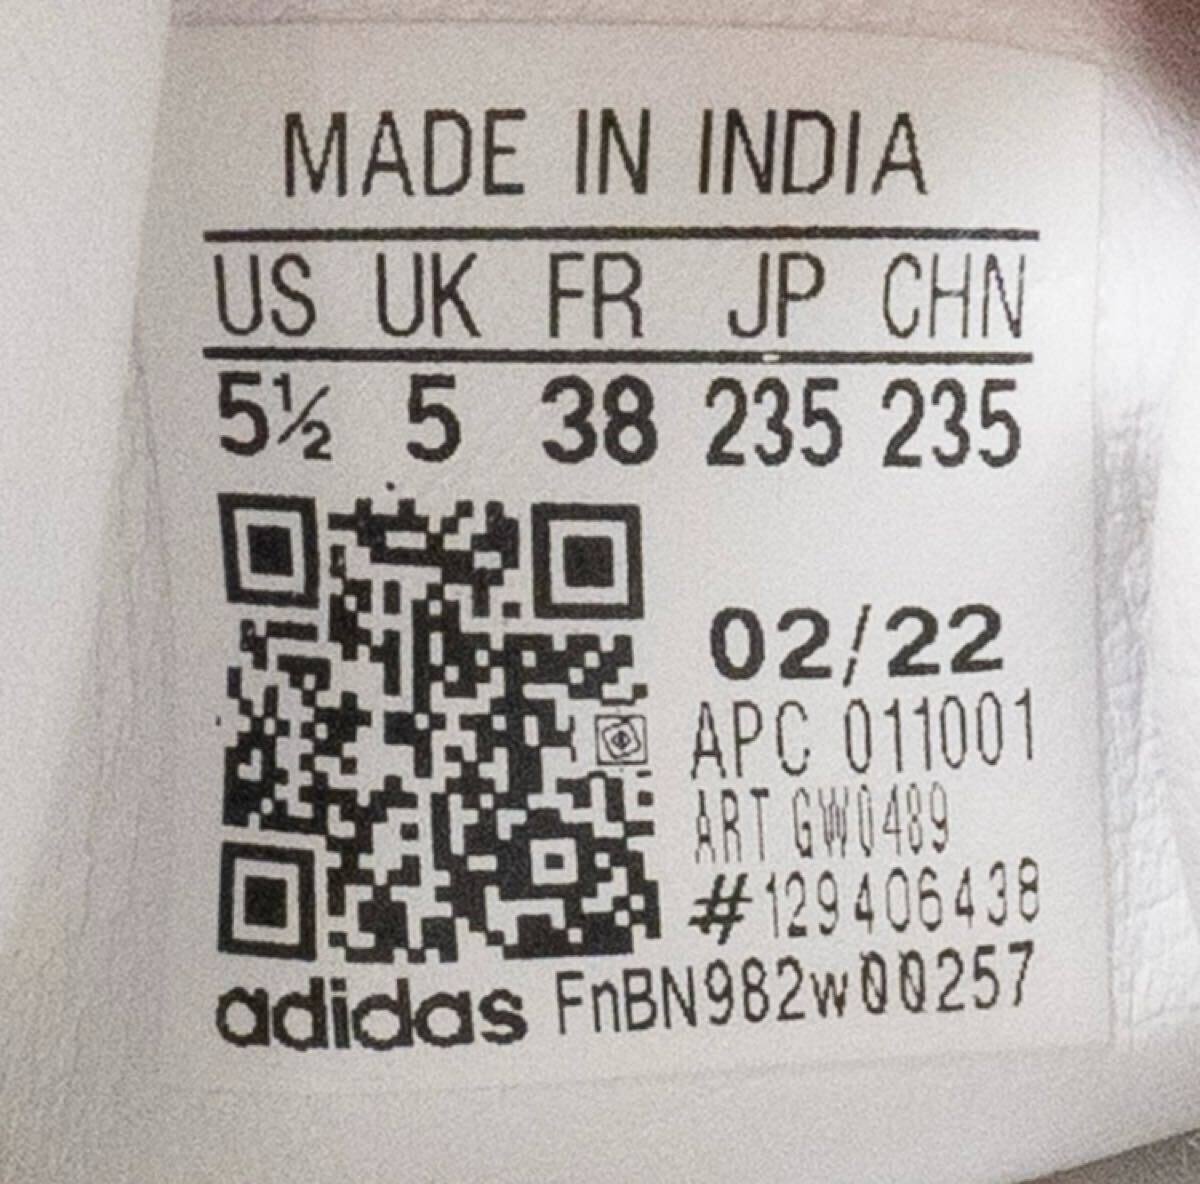 MADE IN INDIA
US UK FR JP CHN
5½ 5 38 235 235
02/22
APC 011001
ART GW0489
#129406438
adidas FnBN982w00257